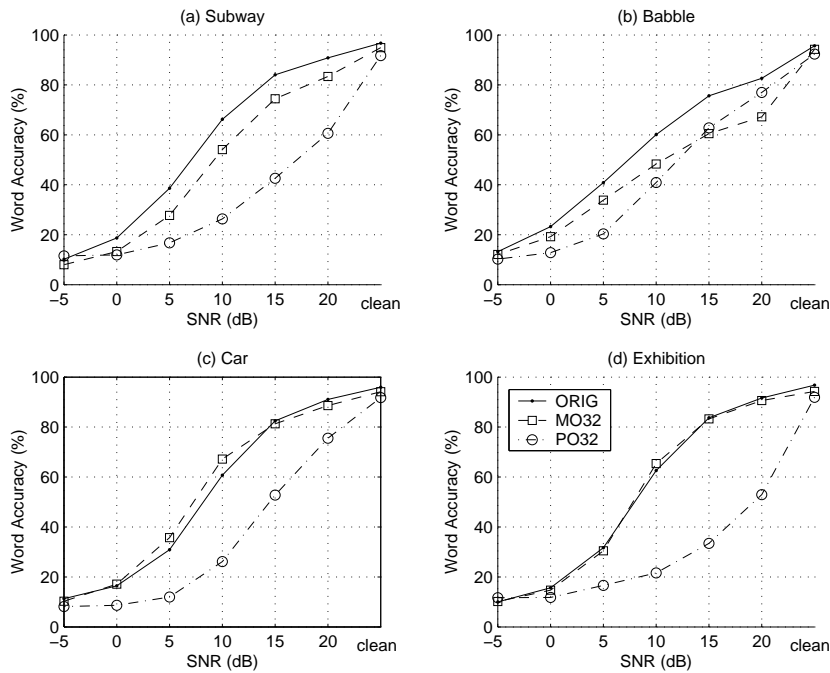 (a) Subway
100
80
60
40
20
0
Word Accuracy (%)
−5 0 5 10 15 20 clean
SNR (dB)
(b) Babble
100
80
60
40
20
0
Word Accuracy (%)
−5 0 5 10 15 20 clean
SNR (dB)
(c) Car
100
80
60
40
20
0
Word Accuracy (%)
−5 0 5 10 15 20 clean
SNR (dB)
(d) Exhibition
100
80
60
40
20
0
Word Accuracy (%)
ORIG
MO32
PO32
−5 0 5 10 15 20 clean
SNR (dB)